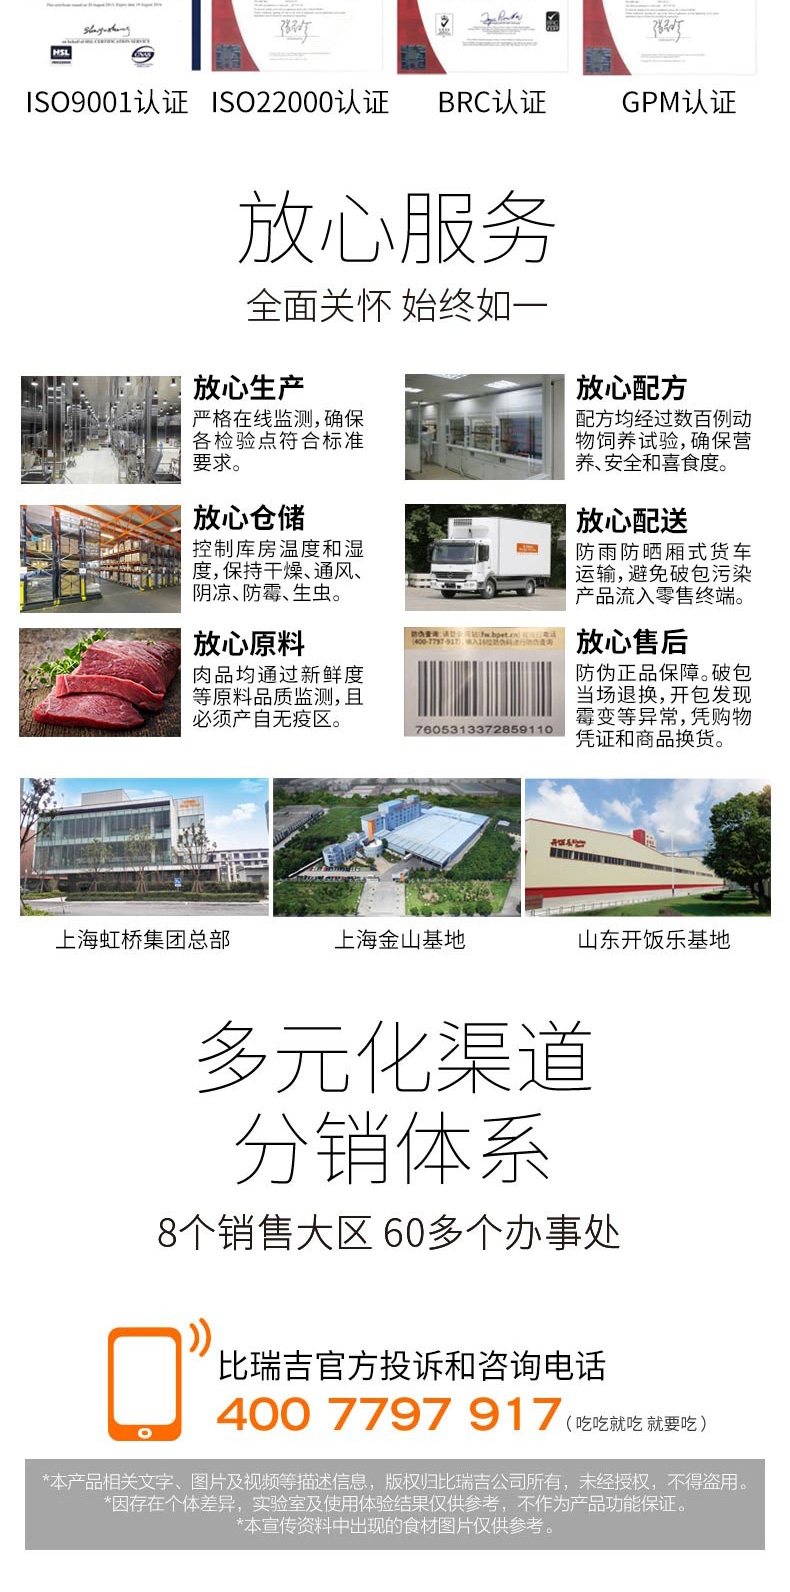 ISO9001认证 ISO22000认证 BRC认证 GPM认证
放心服务
全面关怀 始终如一
放心生产
严格在线监测,确保
各检验点符合标准
要求。
放心配方
配方均经过数百例动
物饲养试验,确保营
养、安全和喜食度。
放心仓储
控制库房温度和湿
度,保持干燥、通风、
阴凉、防霉、生虫。
放心配送
防雨防晒厢式货车
运输,避免破包污染
产品流入零售终端。
放心原料
肉品均通过新鲜度
等原料品质监测,且
必须产自无疫区。
7605313372859110
放心售后
防伪正品保障。破包
当场退换,开包发现
霉变等异常,凭购物
凭证和商品换货。
上海虹桥集团总部 上海金山基地 山东开饭乐基地
多元化渠道
分销体系
8个销售大区 60多个办事处
比瑞吉官方投诉和咨询电话
400 7797 917 (吃吃就吃 就要吃)
*本产品相关文字、图片及视频等描述信息，版权归比瑞吉公司所有，未经授权，不得盗用。
*因存在个体差异，实验室及使用体验结果仅供参考，不作为产品功能保证。
*本宣传资料中出现的食材图片仅供参考。